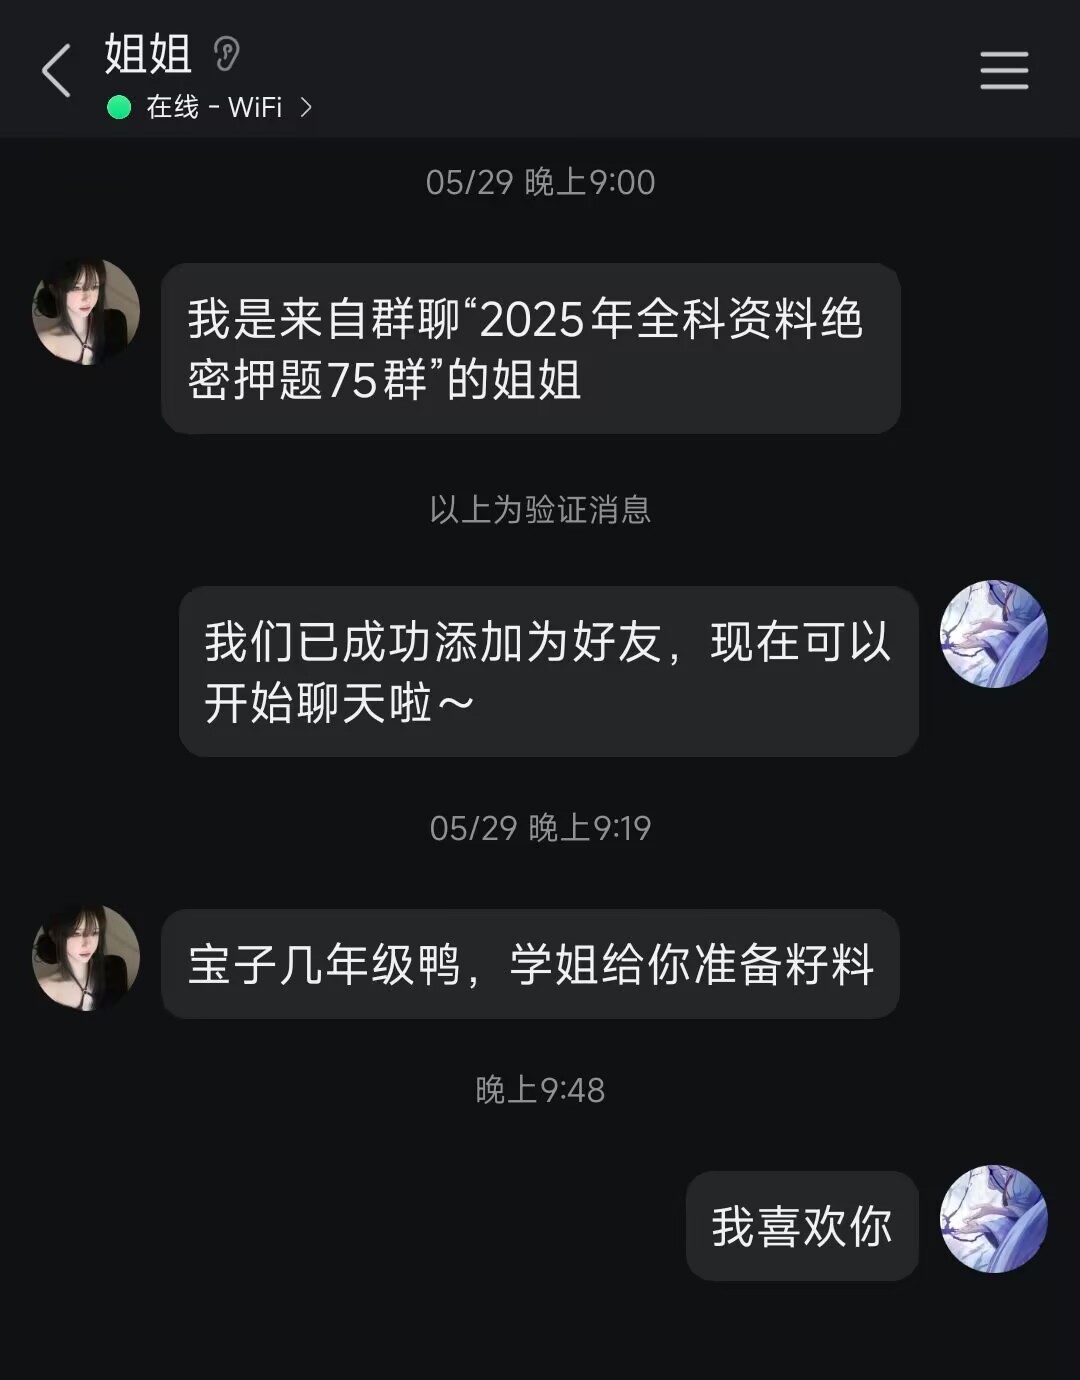 姐姐
在线 - WiFi
05/29 晚上9:00
我是来自群聊“2025年全科资料绝
密押题75群”的姐姐
以上为验证消息
我们已成功添加为好友，现在可以
开始聊天啦～
05/29 晚上9:19
宝子几年级鸭，学姐给你准备籽料
晚上9:48
我喜欢你